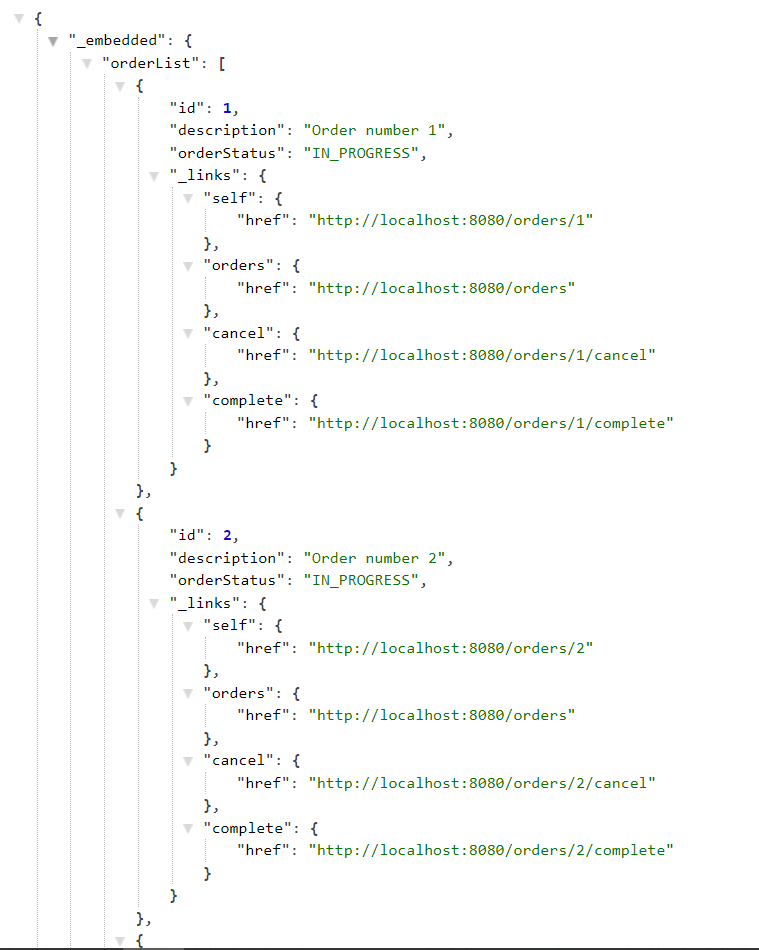 {
"_embedded": {
"orderList": [
{
"id": 1,
"description": "Order number 1",
"orderStatus": "IN_PROGRESS",
"_links": {
"self": {
"href": "http://localhost:8080/orders/1"
},
"orders": {
"href": "http://localhost:8080/orders"
},
"cancel": {
"href": "http://localhost:8080/orders/1/cancel"
},
"complete": {
"href": "http://localhost:8080/orders/1/complete"
}
}
},
{
"id": 2,
"description": "Order number 2",
"orderStatus": "IN_PROGRESS",
"_links": {
"self": {
"href": "http://localhost:8080/orders/2"
},
"orders": {
"href": "http://localhost:8080/orders"
},
"cancel": {
"href": "http://localhost:8080/orders/2/cancel"
},
"complete": {
"href": "http://localhost:8080/orders/2/complete"
}
}
},
{